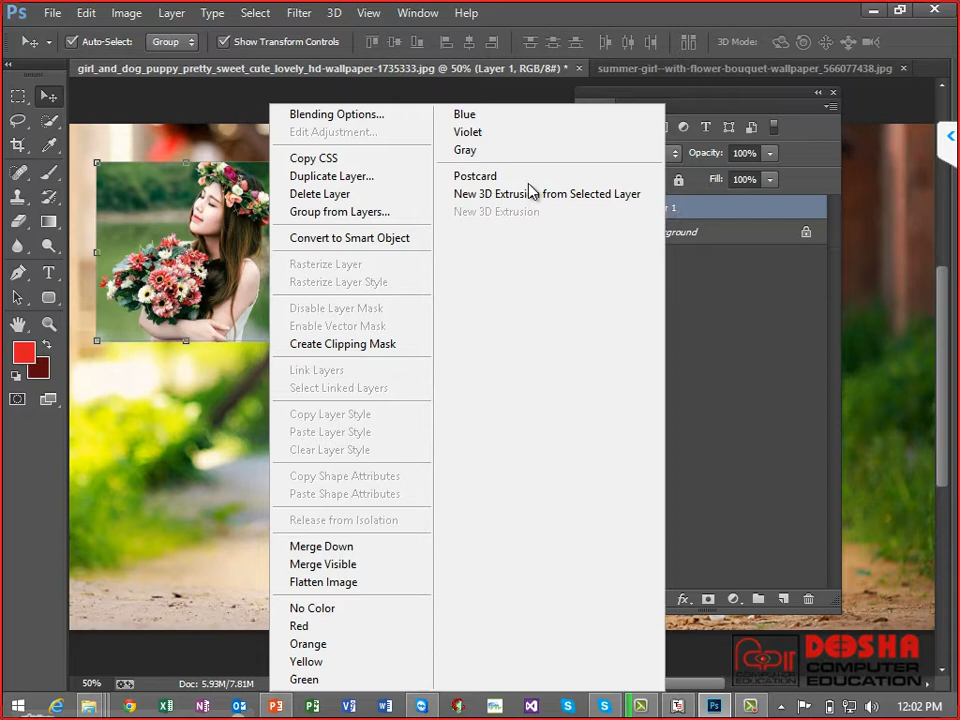 Ps File Edit Image Layer Type Select Filter 3D View Window Help
Auto-Select: Group Show Transform Controls 3D Mode:
girl_and_dog_puppy_pretty_sweet_cute_lovely_hd-wallpaper-1735333.jpg @ 50% (Layer 1, RGB/8#) * × summer-girl--with-flower-bouquet-wallpaper_566077438.jpg ×
Blending Options...
Edit Adjustment...
Copy CSS
Duplicate Layer...
Delete Layer
Group from Layers...
Convert to Smart Object
Rasterize Layer
Rasterize Layer Style
Disable Layer Mask
Enable Vector Mask
Create Clipping Mask
Link Layers
Select Linked Layers
Copy Layer Style
Paste Layer Style
Clear Layer Style
Copy Shape Attributes
Paste Shape Attributes
Release from Isolation
Merge Down
Merge Visible
Flatten Image
No Color
Red
Orange
Yellow
Green
Blue
Violet
Gray
Postcard
New 3D Extrusion from Selected Layer
New 3D Extrusion
Opacity: 100%
Fill: 100%
r 1
ground
fx
50% Doc: 5.93M/7.81M
DOSHA
COMPUTER
EDUCATION
12:02 PM